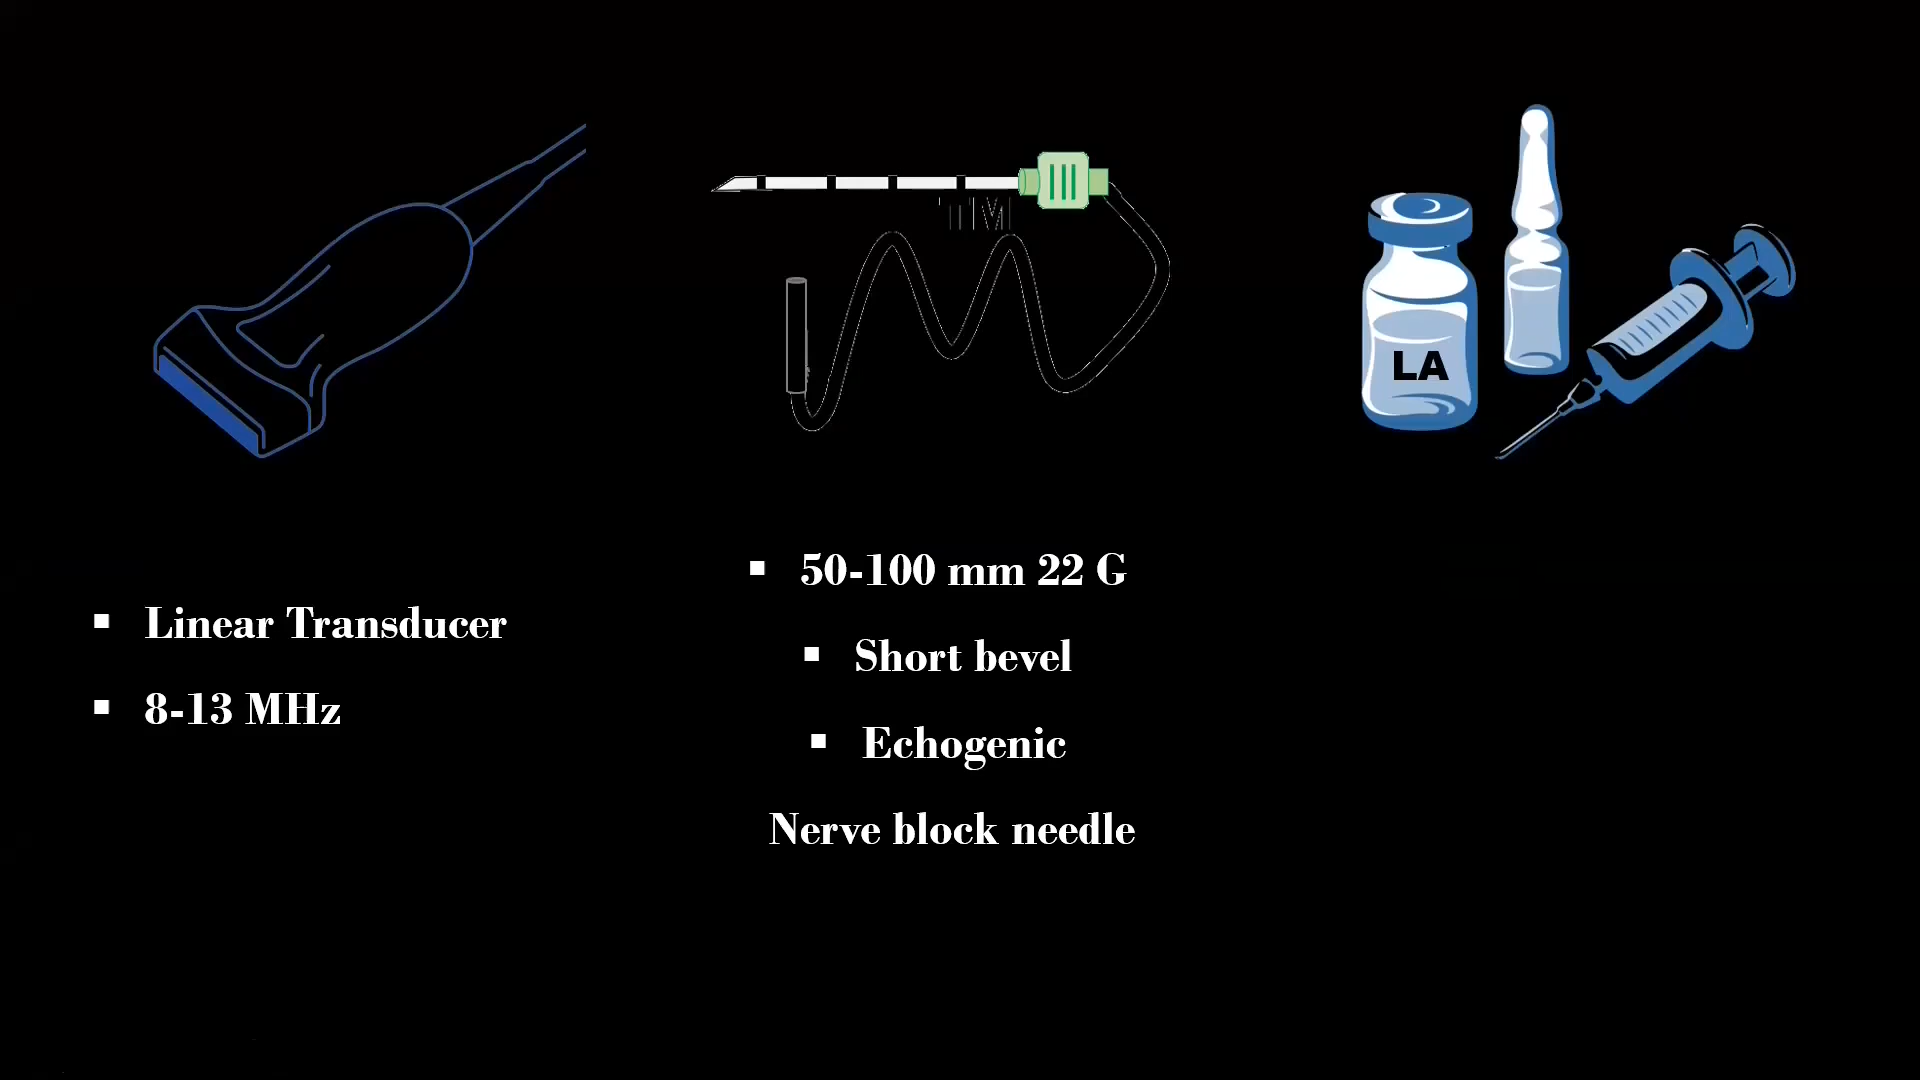 LA
▪ Linear Transducer
▪ 8-13 MHz
▪ 50-100 mm 22 G
▪ Short bevel
▪ Echogenic
Nerve block needle